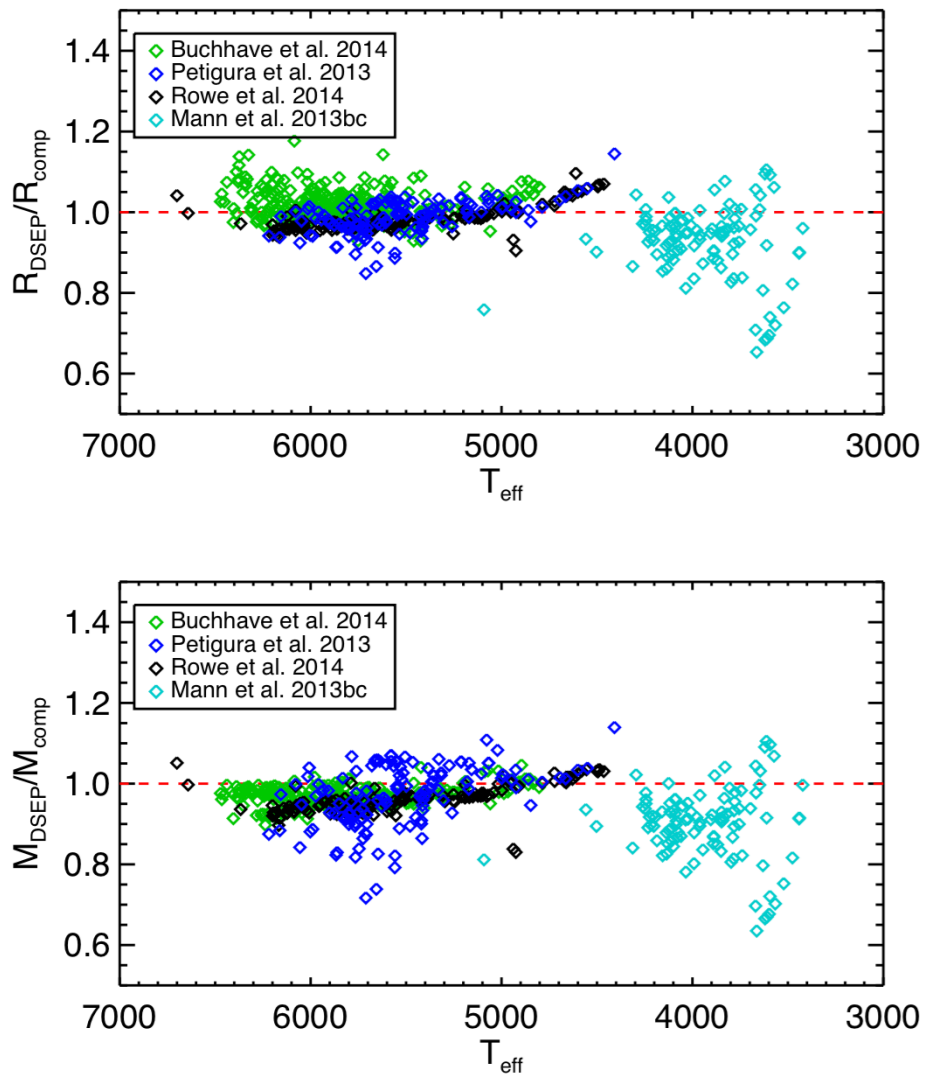 1.4
1.2
1.0
0.8
0.6
R_DSEP/R_comp
Buchhave et al. 2014
Petigura et al. 2013
Rowe et al. 2014
Mann et al. 2013bc
7000 6000 5000 4000 3000
T_eff
1.4
1.2
1.0
0.8
0.6
M_DSEP/M_comp
Buchhave et al. 2014
Petigura et al. 2013
Rowe et al. 2014
Mann et al. 2013bc
7000 6000 5000 4000 3000
T_eff